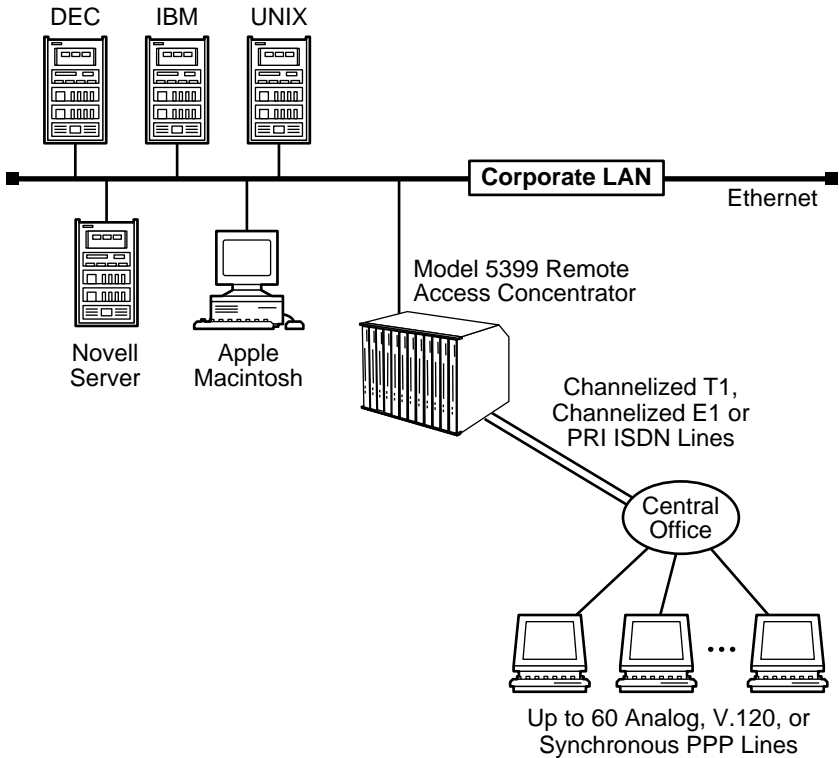 DEC
IBM
UNIX
Corporate LAN
Ethernet
Novell
Server
Apple
Macintosh
Model 5399 Remote
Access Concentrator
Channelized T1,
Channelized E1 or
PRI ISDN Lines
Central
Office
...
Up to 60 Analog, V.120, or
Synchronous PPP Lines